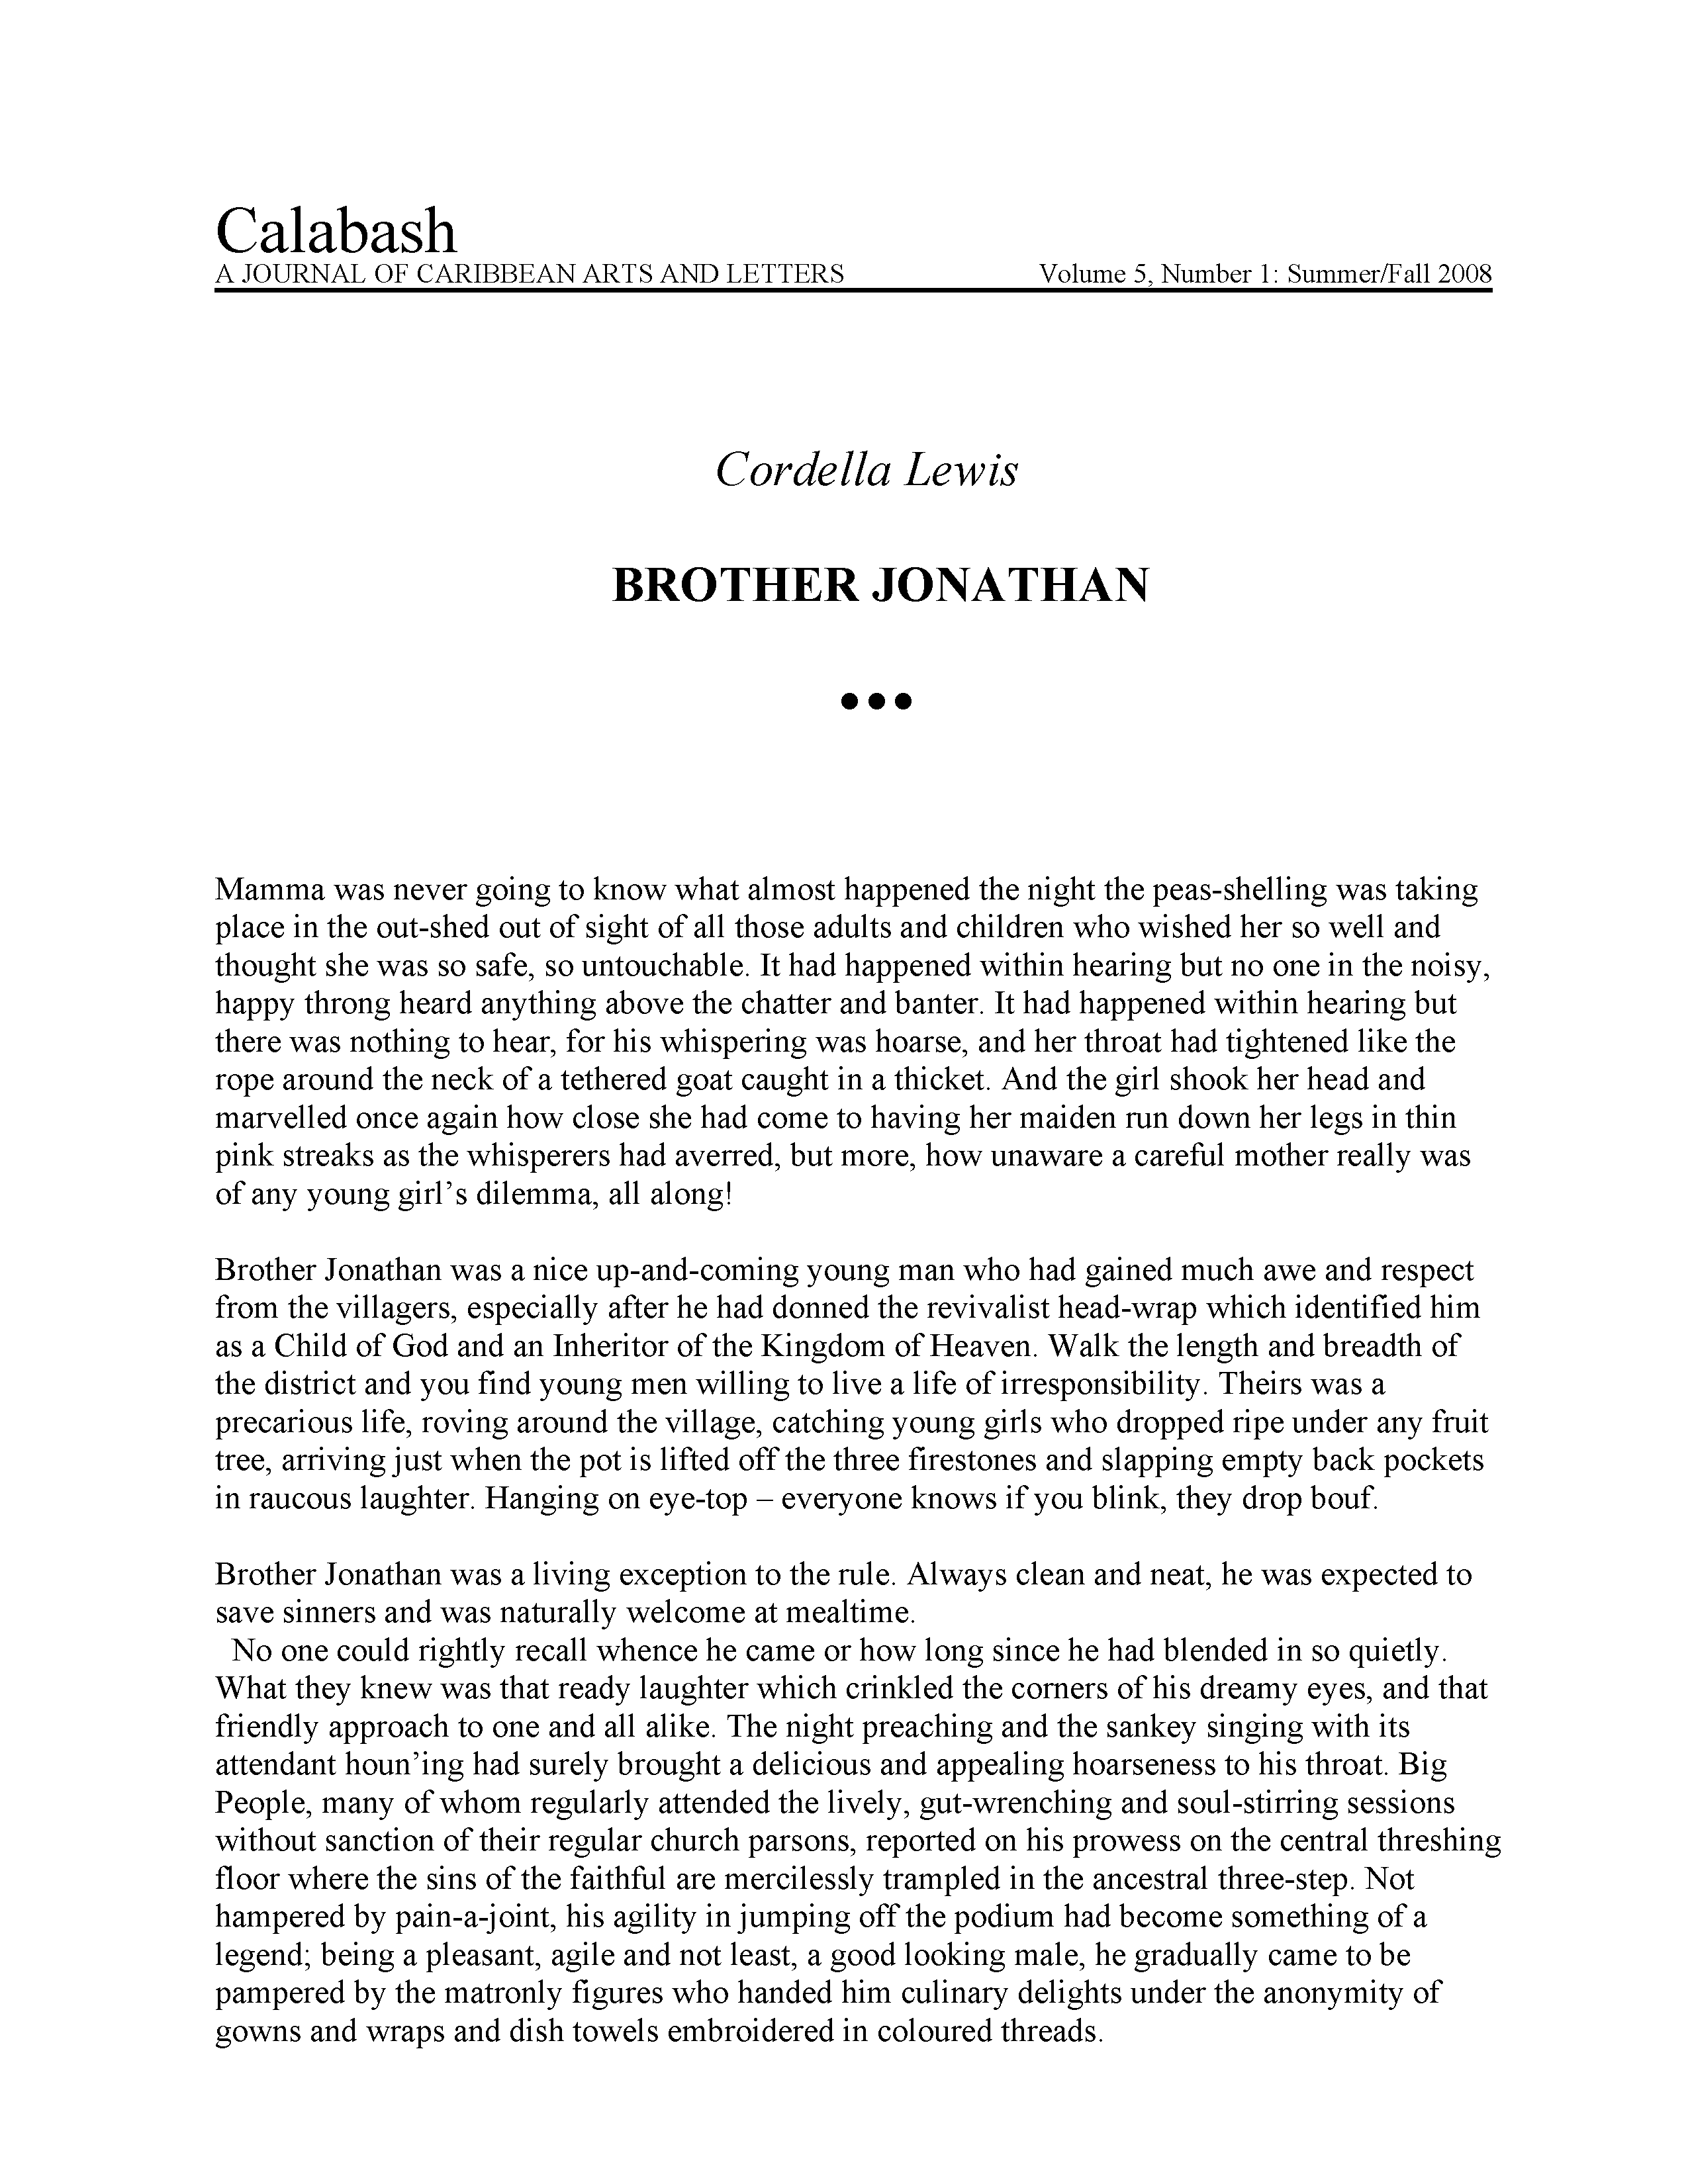 Calabash
A JOURNAL OF CARIBBEAN ARTS AND LETTERS Volume 5, Number 1: Summer/Fall 2008
Cordella Lewis
BROTHER JONATHAN
●●●
Mamma was never going to know what almost happened the night the peas-shelling was taking
place in the out-shed out of sight of all those adults and children who wished her so well and
thought she was so safe, so untouchable. It had happened within hearing but no one in the noisy,
happy throng heard anything above the chatter and banter. It had happened within hearing but
there was nothing to hear, for his whispering was hoarse, and her throat had tightened like the
rope around the neck of a tethered goat caught in a thicket. And the girl shook her head and
marvelled once again how close she had come to having her maiden run down her legs in thin
pink streaks as the whisperers had averred, but more, how unaware a careful mother really was
of any young girl’s dilemma, all along!
Brother Jonathan was a nice up-and-coming young man who had gained much awe and respect
from the villagers, especially after he had donned the revivalist head-wrap which identified him
as a Child of God and an Inheritor of the Kingdom of Heaven. Walk the length and breadth of
the district and you find young men willing to live a life of irresponsibility. Theirs was a
precarious life, roving around the village, catching young girls who dropped ripe under any fruit
tree, arriving just when the pot is lifted off the three firestones and slapping empty back pockets
in raucous laughter. Hanging on eye-top – everyone knows if you blink, they drop bouf.
Brother Jonathan was a living exception to the rule. Always clean and neat, he was expected to
save sinners and was naturally welcome at mealtime.
No one could rightly recall whence he came or how long since he had blended in so quietly.
What they knew was that ready laughter which crinkled the corners of his dreamy eyes, and that
friendly approach to one and all alike. The night preaching and the sankey singing with its
attendant houn’ing had surely brought a delicious and appealing hoarseness to his throat. Big
People, many of whom regularly attended the lively, gut-wrenching and soul-stirring sessions
without sanction of their regular church parsons, reported on his prowess on the central threshing
floor where the sins of the faithful are mercilessly trampled in the ancestral three-step. Not
hampered by pain-a-joint, his agility in jumping off the podium had become something of a
legend; being a pleasant, agile and not least, a good looking male, he gradually came to be
pampered by the matronly figures who handed him culinary delights under the anonymity of
gowns and wraps and dish towels embroidered in coloured threads.